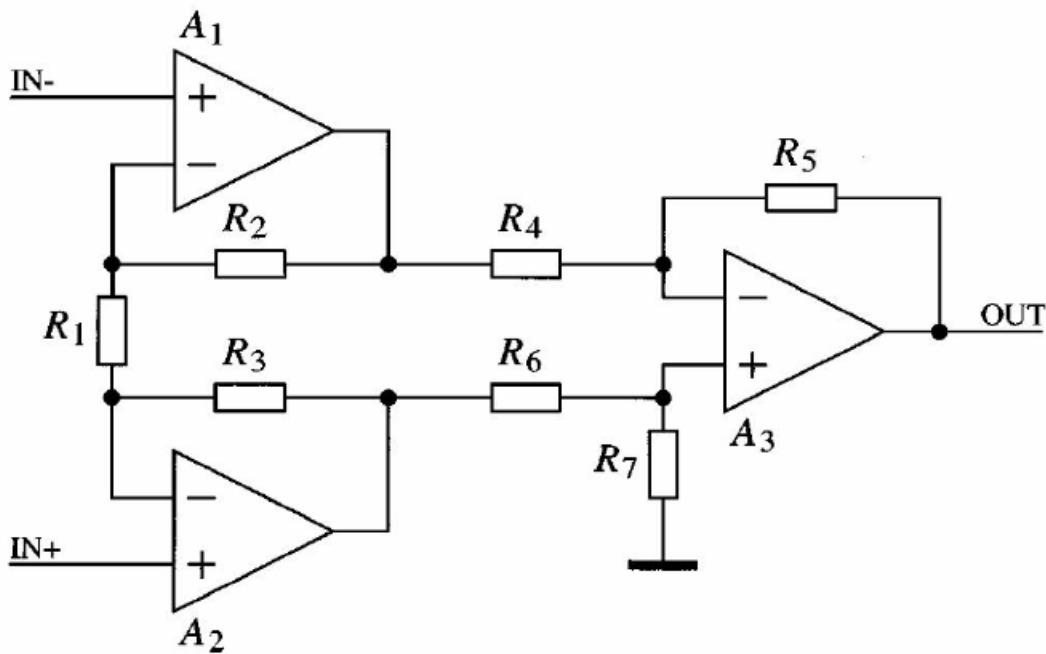 A1
IN-
+
−
R2
R4
R5
R1
−
+
OUT
R3
R6
A3
R7
−
IN+
+
A2